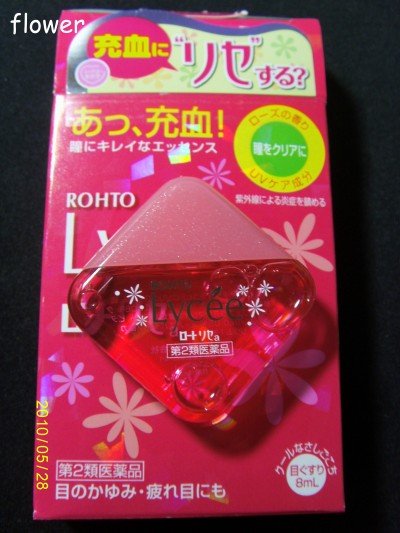 flower
充血に"リセ"する?
あっ、充血!
瞳にキレイなエッセンス
ローズの香り
瞳をクリアに
UVケア成分
紫外線による炎症を鎮める
ROHTO
Ly
Lycée
ロートリセa
第2類医薬品
クールなさしごこち
目ぐすり
8mL
第2類医薬品
目のかゆみ・疲れ目にも
2010/05/28